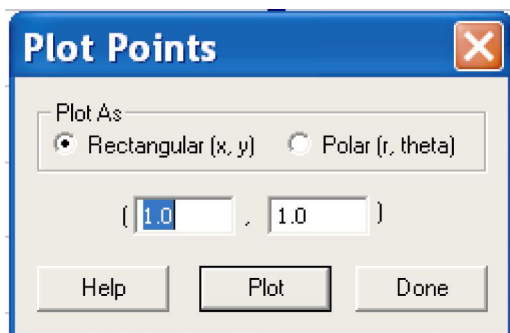 Plot Points
Plot As
Rectangular (x, y) Polar (r, theta)
( 1.0 , 1.0 )
Help Plot Done